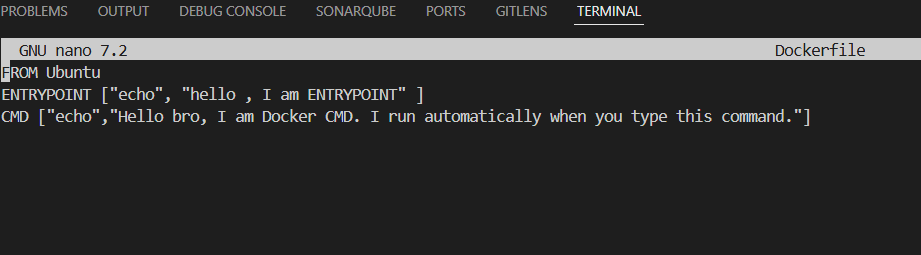 PROBLEMS OUTPUT DEBUG CONSOLE SONARQUBE PORTS GITLENS TERMINAL
GNU nano 7.2 Dockerfile
FROM Ubuntu
ENTRYPOINT ["echo", "hello , I am ENTRYPOINT" ]
CMD ["echo","Hello bro, I am Docker CMD. I run automatically when you type this command."]